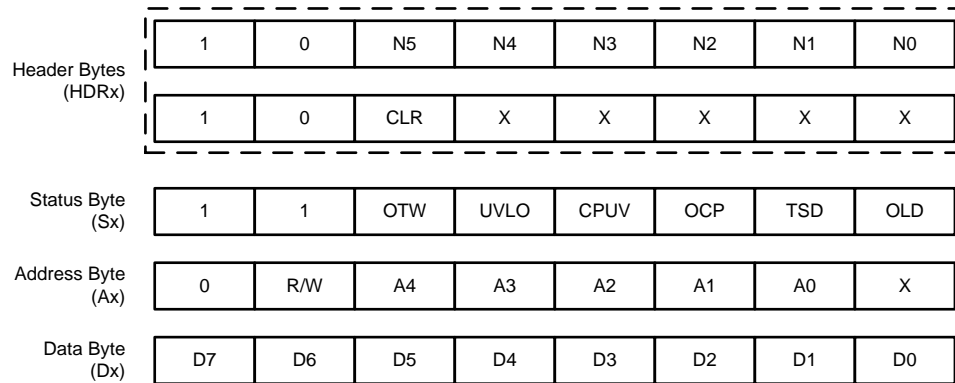 1 0 N5 N4 N3 N2 N1 N0
Header Bytes
(HDRx)
1 0 CLR X X X X X
Status Byte
(Sx)
1 1 OTW UVLO CPUV OCP TSD OLD
Address Byte
(Ax)
0 R/W A4 A3 A2 A1 A0 X
Data Byte
(Dx)
D7 D6 D5 D4 D3 D2 D1 D0